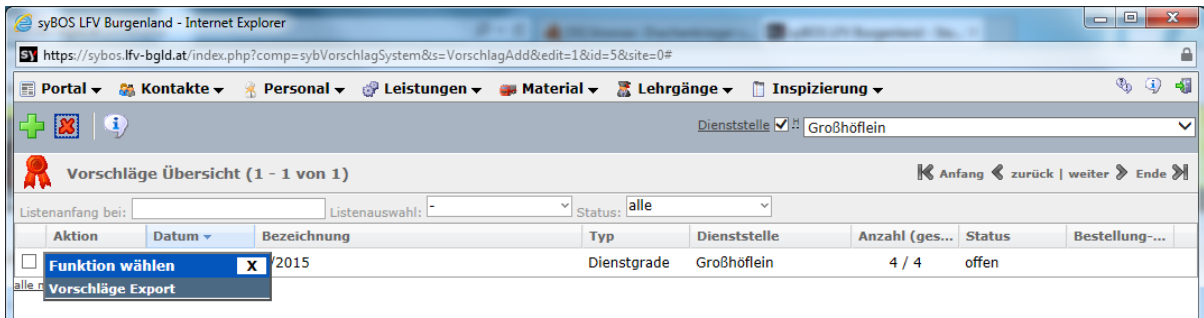 syBOS LFV Burgenland - Internet Explorer
sy https://sybos.lfv-bgld.at/index.php?comp=sybVorschlagSystem&s=VorschlagAdd&edit=1&id=5&site=0#
Portal Kontakte Personal Leistungen Material Lehrgänge Inspizierung
Dienststelle Großhöflein
Vorschläge Übersicht (1 - 1 von 1) Anfang zurück | weiter Ende
Listenanfang bei: Listenauswahl: - Status: alle
Aktion Datum Bezeichnung Typ Dienststelle Anzahl (ges... Status Bestellung-...
Funktion wählen X /2015 Dienstgrade Großhöflein 4 / 4 offen
alle Vorschläge Export